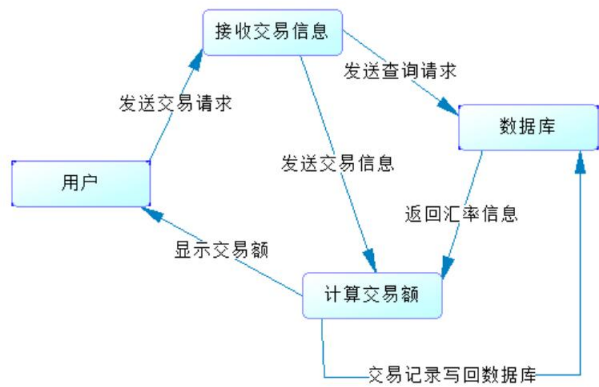 接收交易信息
发送查询请求
发送交易请求
数据库
发送交易信息
用户
返回汇率信息
显示交易额
计算交易额
交易记录写回数据库